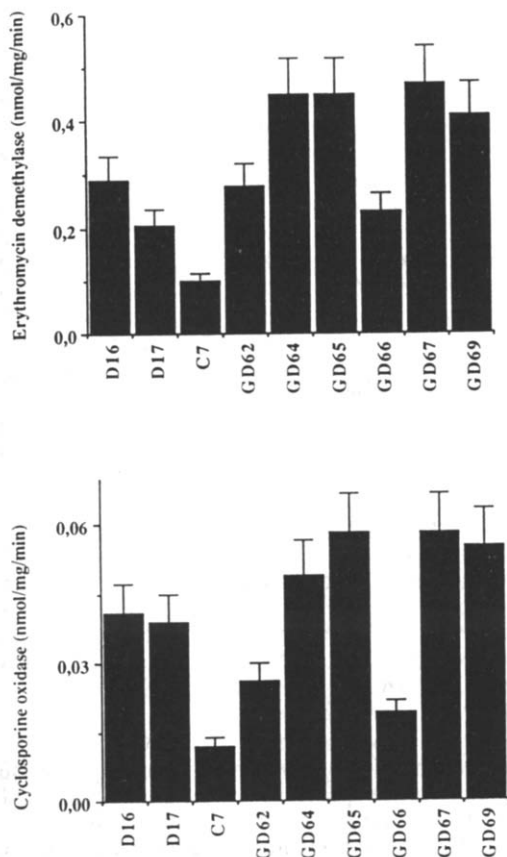 Erythromycin demethylase (nmol/mg/min)
0,6
0,4
0,2
0,0
D16
D17
C7
GD62
GD64
GD65
GD66
GD67
GD69
Cyclosporine oxidase (nmol/mg/min)
0,06
0,03
0,00
D16
D17
C7
GD62
GD64
GD65
GD66
GD67
GD69